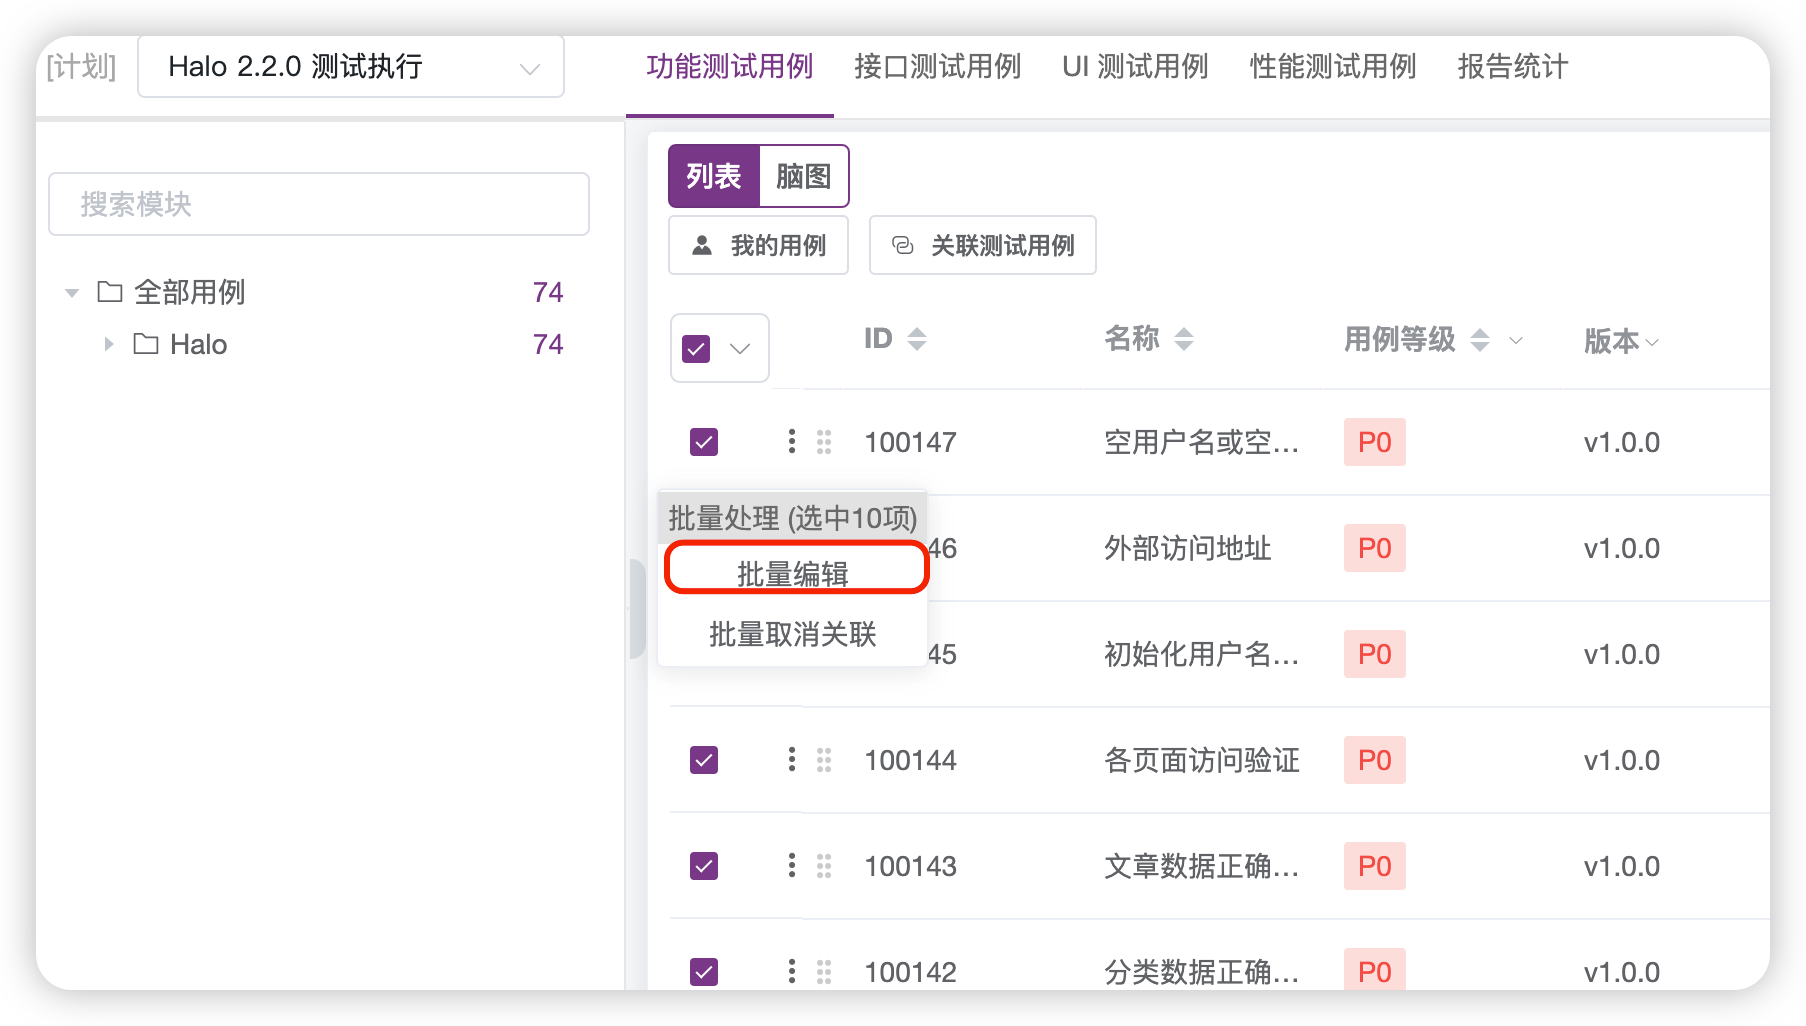 [计划] Halo 2.2.0 测试执行 功能测试用例 接口测试用例 UI 测试用例 性能测试用例 报告统计
搜索模块
全部用例 74
Halo 74
列表 脑图
我的用例 关联测试用例
ID 名称 用例等级 版本
100147 空用户名或空... P0 v1.0.0
批量处理 (选中10项)
批量编辑
批量取消关联
46 外部访问地址 P0 v1.0.0
45 初始化用户名... P0 v1.0.0
100144 各页面访问验证 P0 v1.0.0
100143 文章数据正确... P0 v1.0.0
100142 分类数据正确... P0 v1.0.0